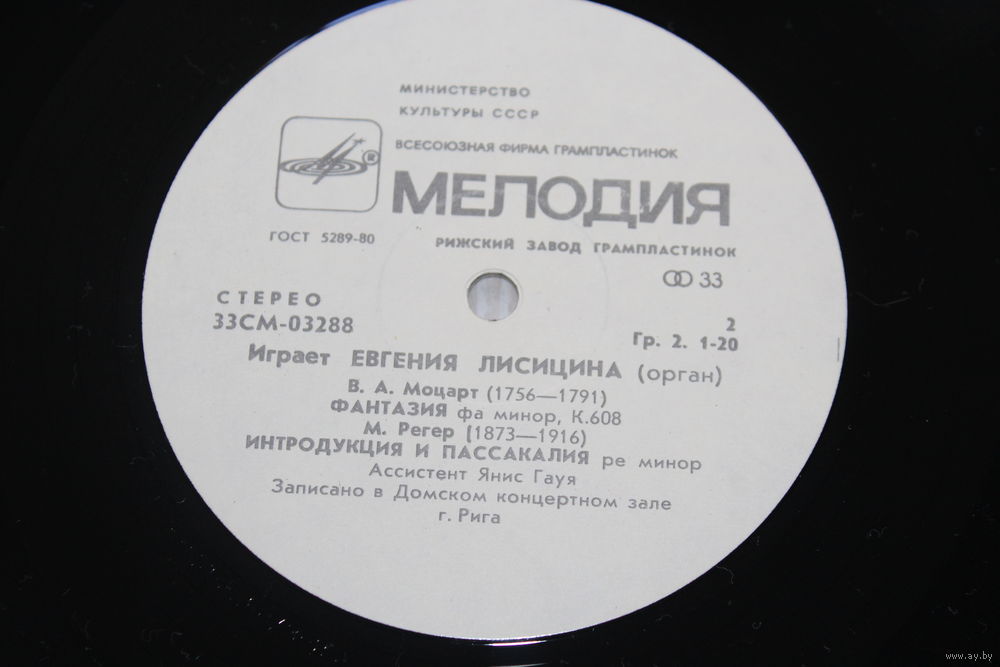 МИНИСТЕРСТВО
КУЛЬТУРЫ СССР
ВСЕСОЮЗНАЯ ФИРМА ГРАМПЛАСТИНОК
®
МЕЛОДИЯ
ГОСТ 5289-80
РИЖСКИЙ ЗАВОД ГРАМПЛАСТИНОК
33
СТЕРЕО
33СМ-03288
2
Гр. 2. 1-20
Играет ЕВГЕНИЯ ЛИСИЦИНА (орган)
В. А. Моцарт (1756—1791)
ФАНТАЗИЯ фа минор, К.608
М. Регер (1873—1916)
ИНТРОДУКЦИЯ И ПАССАКАЛИЯ ре минор
Ассистент Янис Гауя
Записано в Домском концертном зале
г. Рига
www.ay.by